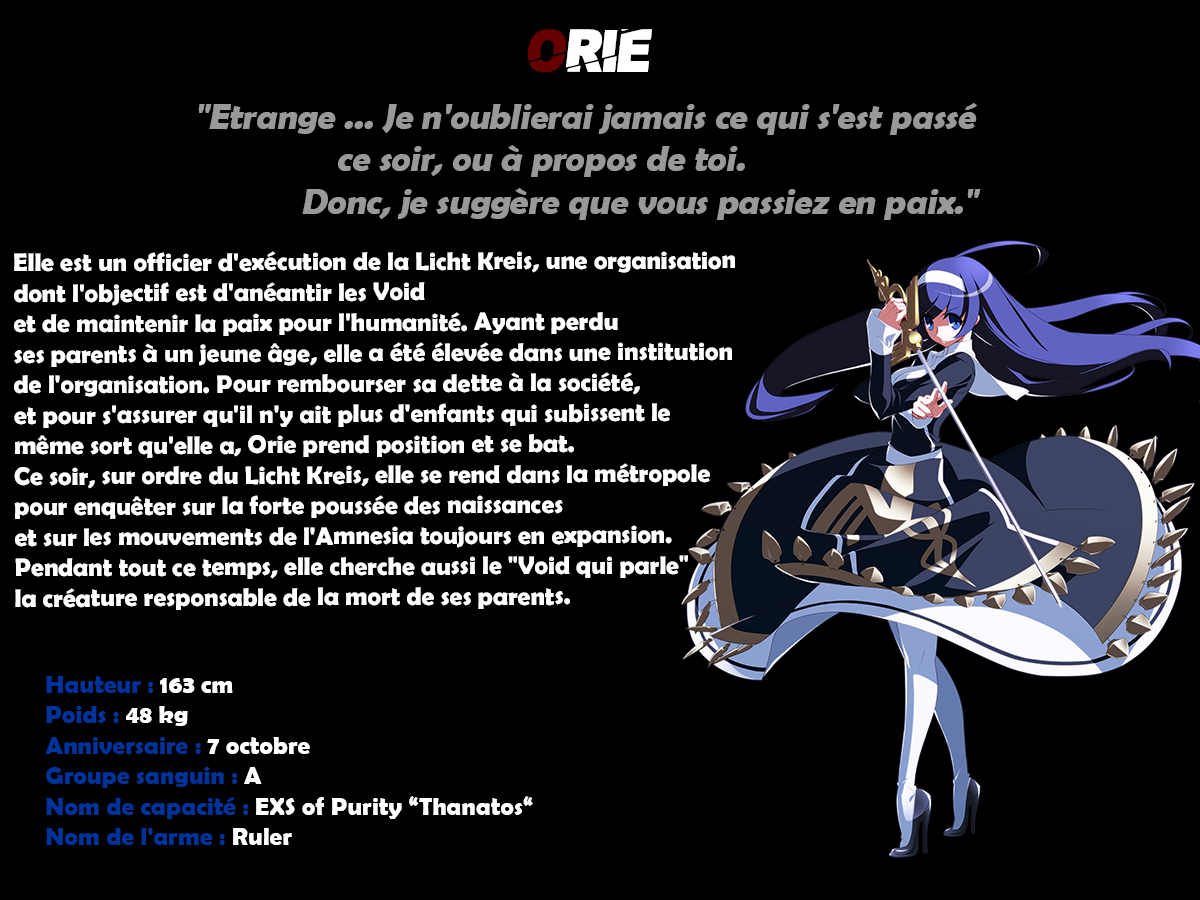 ORIE
"Etrange ... Je n'oublierai jamais ce qui s'est passé
ce soir, ou à propos de toi.
Donc, je suggère que vous passiez en paix."
Elle est un officier d'exécution de la Licht Kreis, une organisation
dont l'objectif est d'anéantir les Void
et de maintenir la paix pour l'humanité. Ayant perdu
ses parents à un jeune âge, elle a été élevée dans une institution
de l'organisation. Pour rembourser sa dette à la société,
et pour s'assurer qu'il n'y ait plus d'enfants qui subissent le
même sort qu'elle a, Orie prend position et se bat.
Ce soir, sur ordre du Licht Kreis, elle se rend dans la métropole
pour enquêter sur la forte poussée des naissances
et sur les mouvements de l'Amnesia toujours en expansion.
Pendant tout ce temps, elle cherche aussi le "Void qui parle"
la créature responsable de la mort de ses parents.
Hauteur : 163 cm
Poids : 48 kg
Anniversaire : 7 octobre
Groupe sanguin : A
Nom de capacité : EXS of Purity “Thanatos“
Nom de l'arme : Ruler